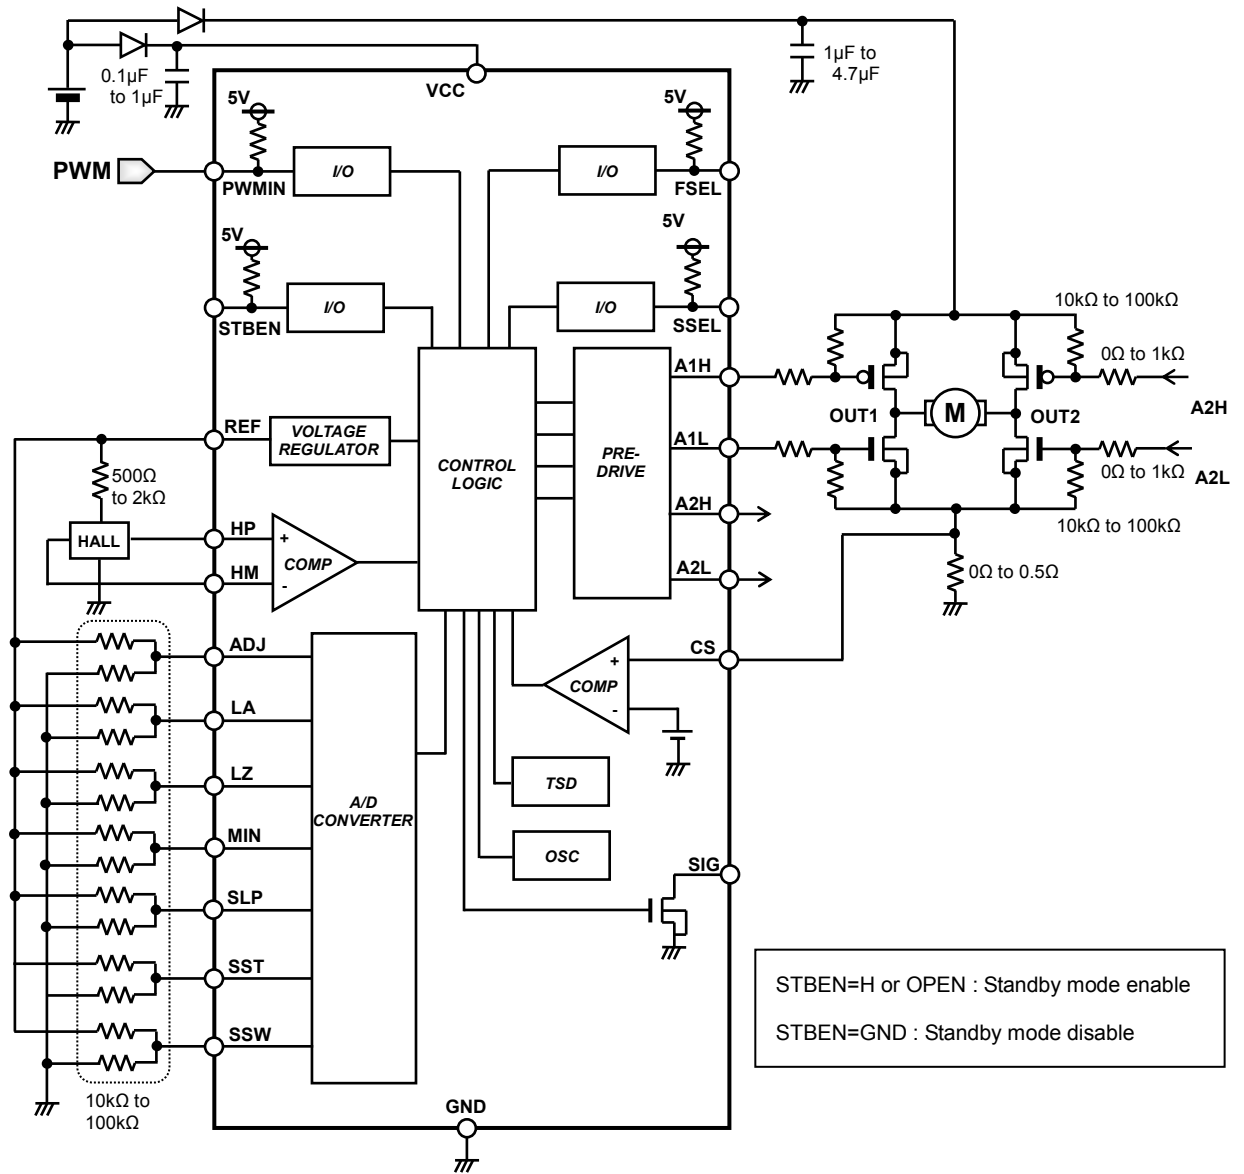 1µF to
4.7µF
0.1µF
to 1µF
VCC
5V
5V
PWM
PWMIN
I/O
I/O
FSEL
5V
5V
STBEN
I/O
I/O
SSEL
10kΩ to 100kΩ
A1H
0Ω to 1kΩ
A2H
OUT1
M
OUT2
REF
VOLTAGE
REGULATOR
CONTROL
LOGIC
PRE-
DRIVE
A1L
0Ω to 1kΩ
A2L
500Ω
to 2kΩ
HALL
HP
+
COMP
HM
-
A2H
10kΩ to 100kΩ
A2L
0Ω to 0.5Ω
ADJ
CS
+
COMP
-
LA
LZ
TSD
A/D
CONVERTER
MIN
OSC
SIG
SLP
SST
STBEN=H or OPEN : Standby mode enable
STBEN=GND : Standby mode disable
SSW
10kΩ to
100kΩ
GND